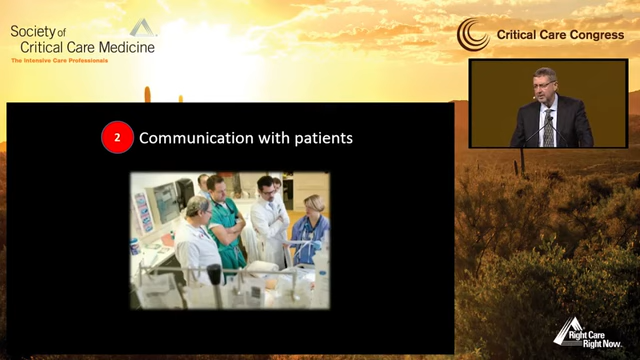 Society of
Critical Care Medicine
The Intensive Care Professionals
Critical Care Congress
2 Communication with patients
Right Care
Right Now